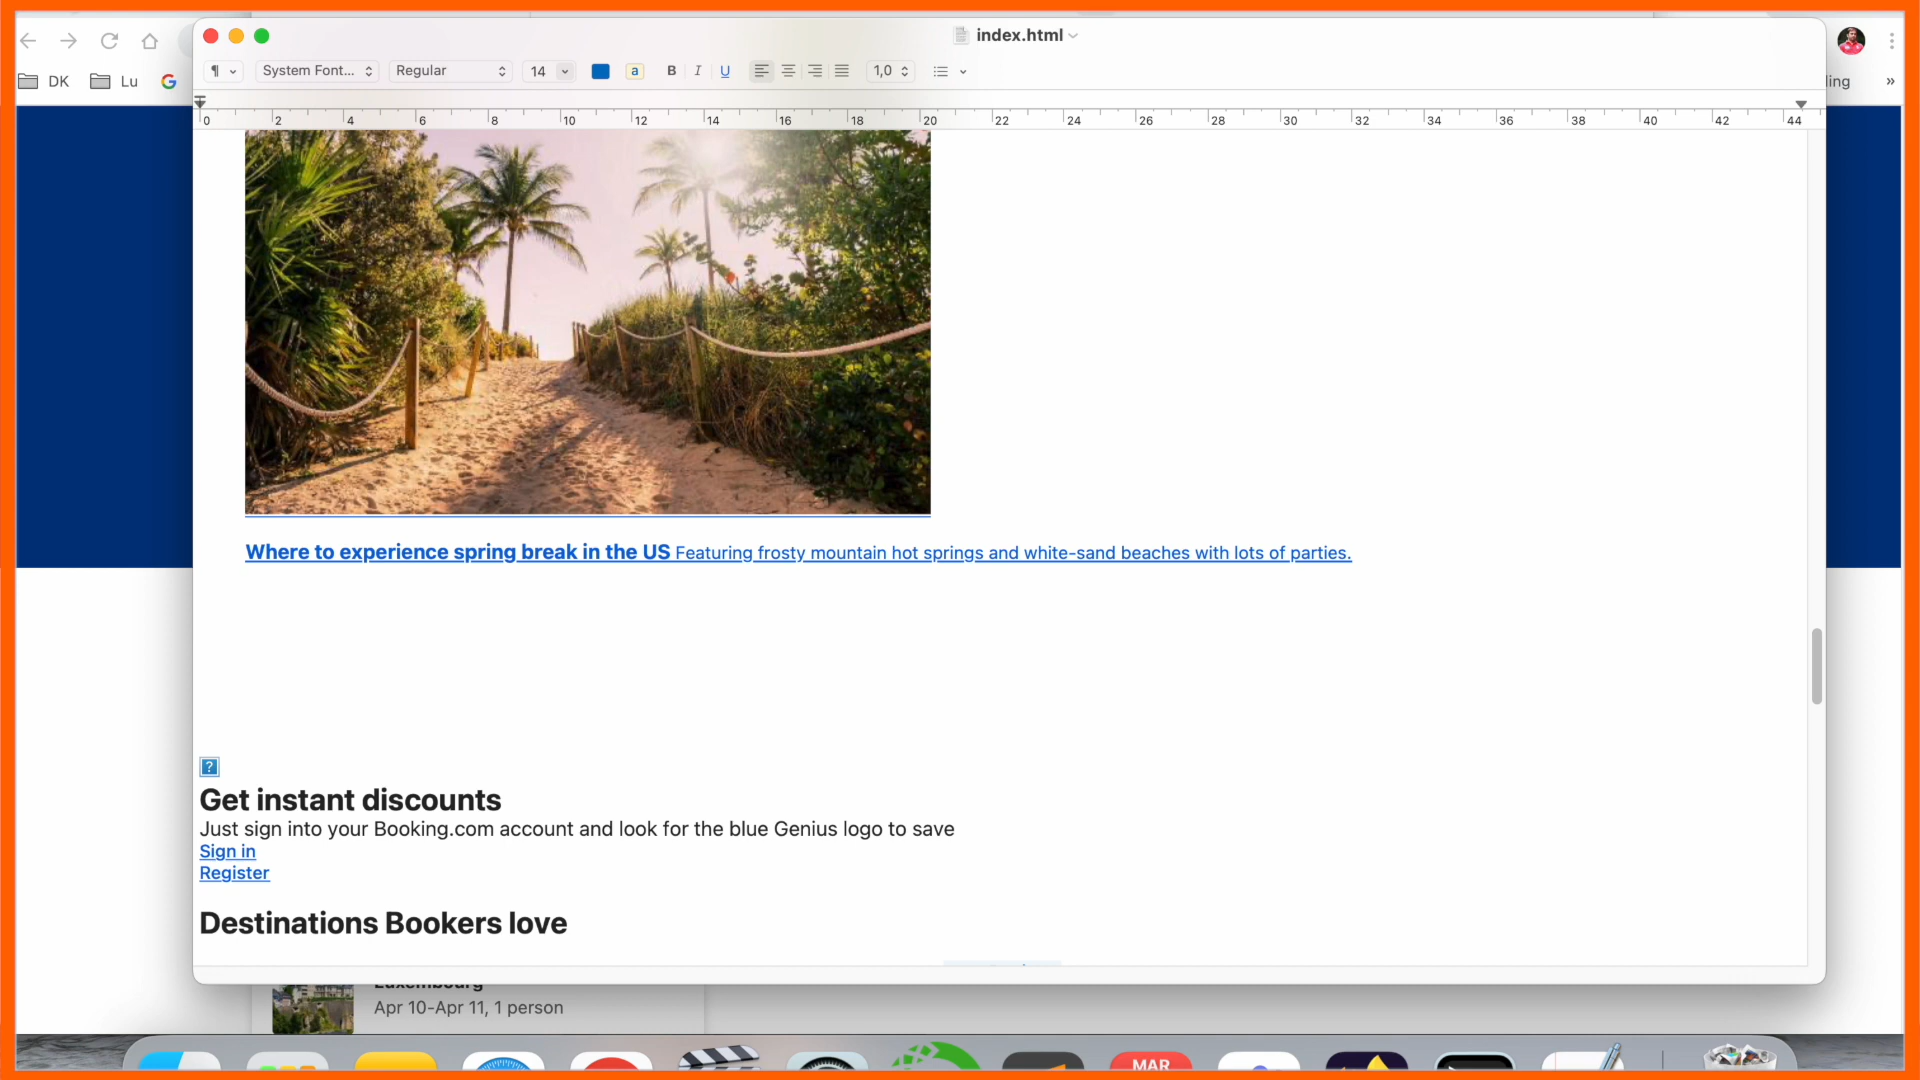 index.html
DK
Lu
ling
»
¶
System Font...
Regular
14
a
B
I
U
1,0
0 2 4 6 8 10 12 14 16 18 20 22 24 26 28 30 32 34 36 38 40 42 44
Where to experience spring break in the US Featuring frosty mountain hot springs and white-sand beaches with lots of parties.
?
Get instant discounts
Just sign into your Booking.com account and look for the blue Genius logo to save
Sign in
Register
Destinations Bookers love
Luxembourg
Apr 10-Apr 11, 1 person
MAR